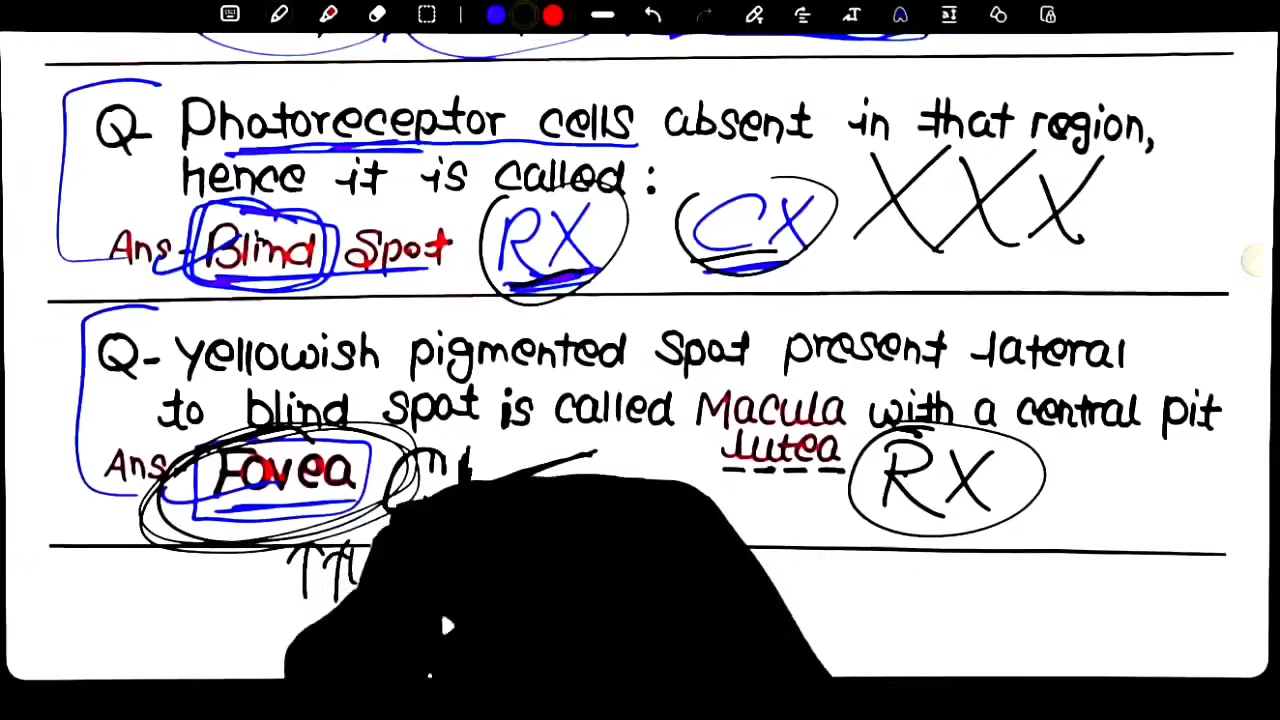 Q- Photoreceptor cells absent in that region,
hence it is called :
Ans- Blind Spot RX CX XXX
Q- Yellowish pigmented spot present lateral
to blind spot is called Macula with a central pit
lutea
Ans- Fovea RX
↑↑↑